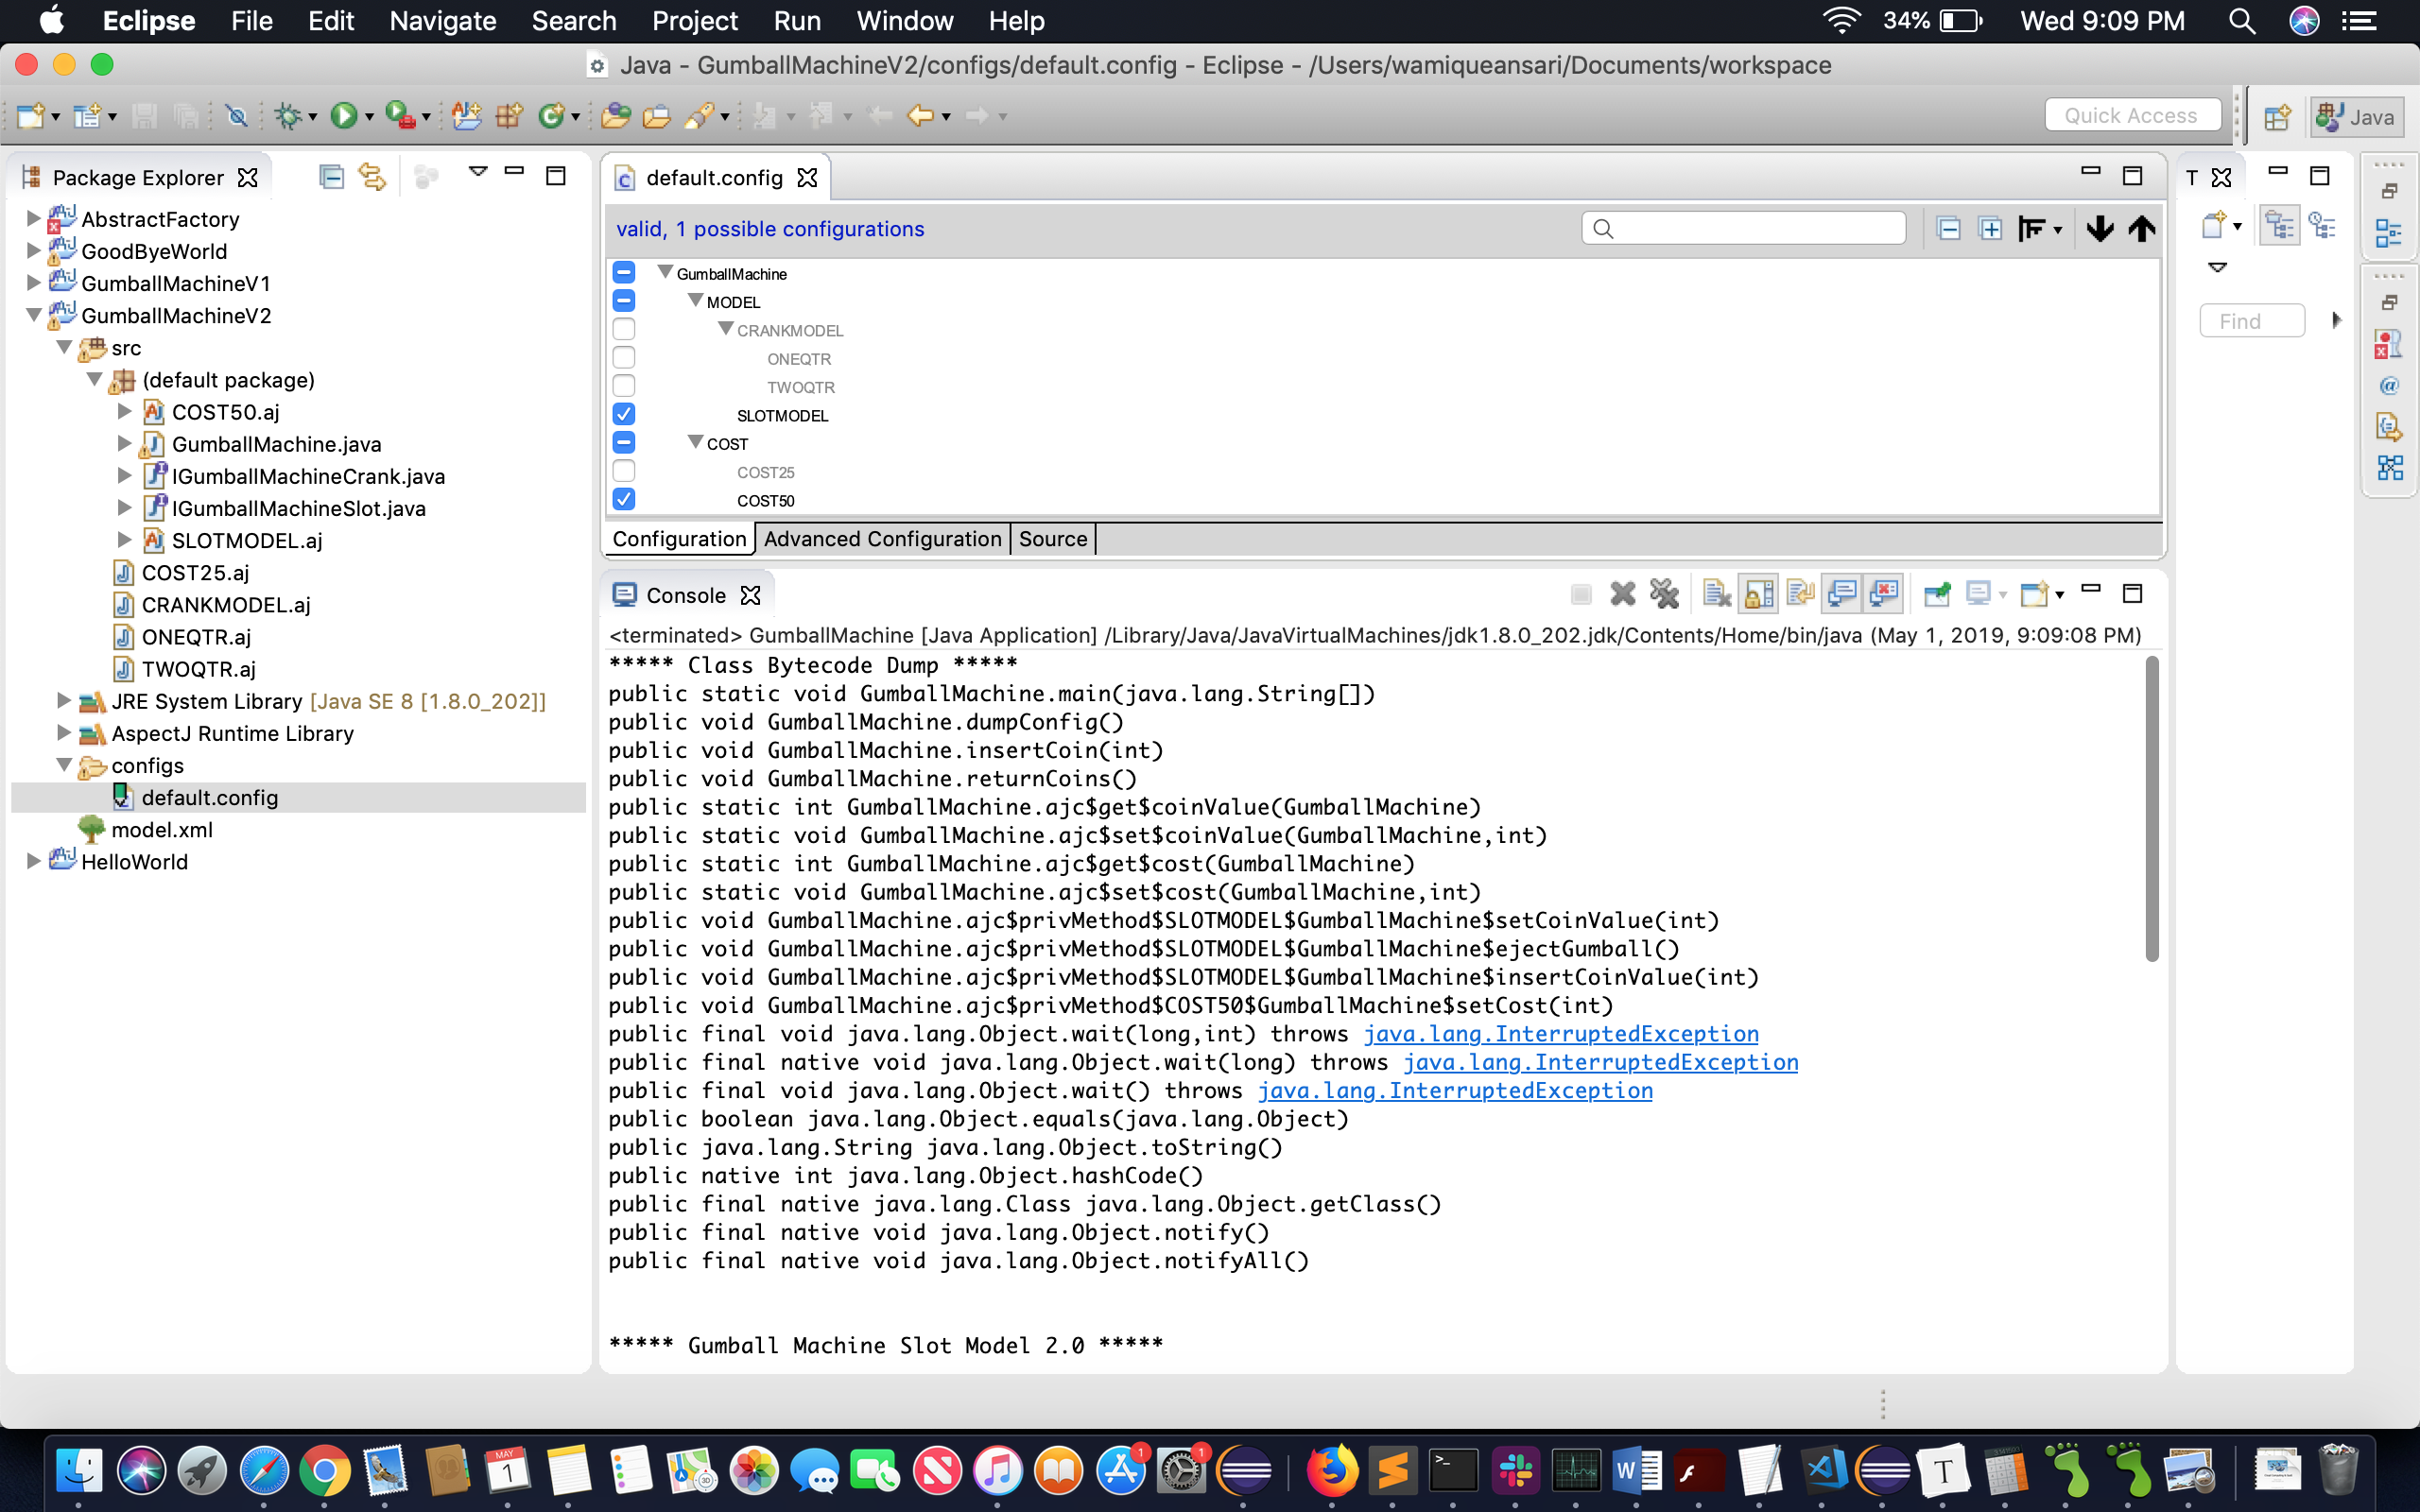 Eclipse File Edit Navigate Search Project Run Window Help 34% Wed 9:09 PM
Java - GumballMachineV2/configs/default.config - Eclipse - /Users/wamiqueansari/Documents/workspace
Quick Access
Java
Package Explorer
AbstractFactory
GoodByeWorld
GumballMachineV1
GumballMachineV2
src
(default package)
COST50.aj
GumballMachine.java
IGumballMachineCrank.java
IGumballMachineSlot.java
SLOTMODEL.aj
COST25.aj
CRANKMODEL.aj
ONEQTR.aj
TWOQTR.aj
JRE System Library [Java SE 8 [1.8.0_202]]
AspectJ Runtime Library
configs
default.config
model.xml
HelloWorld
default.config
valid, 1 possible configurations
GumballMachine
MODEL
CRANKMODEL
ONEQTR
TWOQTR
SLOTMODEL
COST
COST25
COST50
Configuration Advanced Configuration Source
Console
<terminated> GumballMachine [Java Application] /Library/Java/JavaVirtualMachines/jdk1.8.0_202.jdk/Contents/Home/bin/java (May 1, 2019, 9:09:08 PM)
***** Class Bytecode Dump *****
public static void GumballMachine.main(java.lang.String[])
public void GumballMachine.dumpConfig()
public void GumballMachine.insertCoin(int)
public void GumballMachine.returnCoins()
public static int GumballMachine.ajc$get$coinValue(GumballMachine)
public static void GumballMachine.ajc$set$coinValue(GumballMachine,int)
public static int GumballMachine.ajc$get$cost(GumballMachine)
public static void GumballMachine.ajc$set$cost(GumballMachine,int)
public void GumballMachine.ajc$privMethod$SLOTMODEL$GumballMachine$setCoinValue(int)
public void GumballMachine.ajc$privMethod$SLOTMODEL$GumballMachine$ejectGumball()
public void GumballMachine.ajc$privMethod$SLOTMODEL$GumballMachine$insertCoinValue(int)
public void GumballMachine.ajc$privMethod$COST50$GumballMachine$setCost(int)
public final void java.lang.Object.wait(long,int) throws java.lang.InterruptedException
public final native void java.lang.Object.wait(long) throws java.lang.InterruptedException
public final void java.lang.Object.wait() throws java.lang.InterruptedException
public boolean java.lang.Object.equals(java.lang.Object)
public java.lang.String java.lang.Object.toString()
public native int java.lang.Object.hashCode()
public final native java.lang.Class java.lang.Object.getClass()
public final native void java.lang.Object.notify()
public final native void java.lang.Object.notifyAll()
***** Gumball Machine Slot Model 2.0 *****
T
Find
MAY
1
3D
1
1
W
T